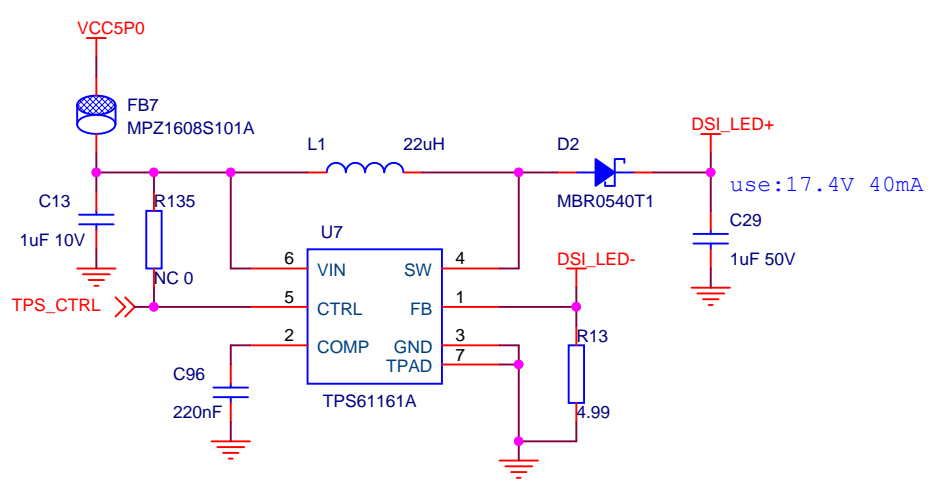 VCC5P0
FB7
MPZ1608S101A
L1 22uH D2 DSI_LED+
use:17.4V 40mA
C13 R135 MBR0540T1
C29
1uF 10V U7 1uF 50V
6 VIN SW 4 DSI_LED-
NC 0
TPS_CTRL 5 CTRL FB 1
2 COMP GND 3 R13
TPAD 7
C96
220nF TPS61161A 4.99